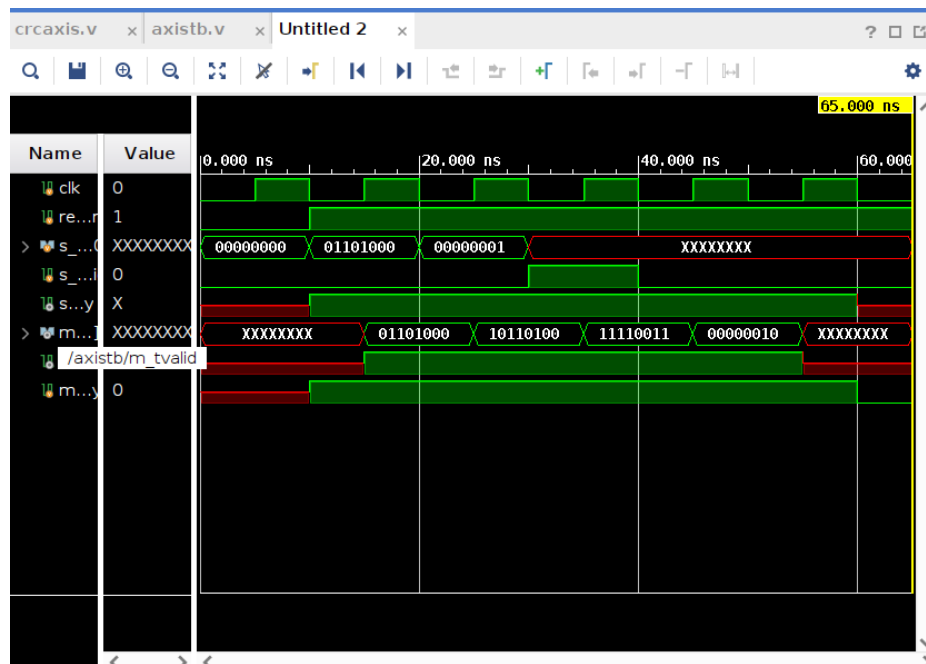 crcaxis.v × axistb.v × Untitled 2 ×
65.000 ns
Name Value
0.000 ns 20.000 ns 40.000 ns 60.000
clk 0
re...r 1
XXXXXXXX 00000000 01101000 00000001 XXXXXXXX
s_...i 0
s...y X
m...] XXXXXXXX XXXXXXXX 01101000 10110100 11110011 00000010 XXXXXXXX
/axistb/m_tvalid
m...y 0